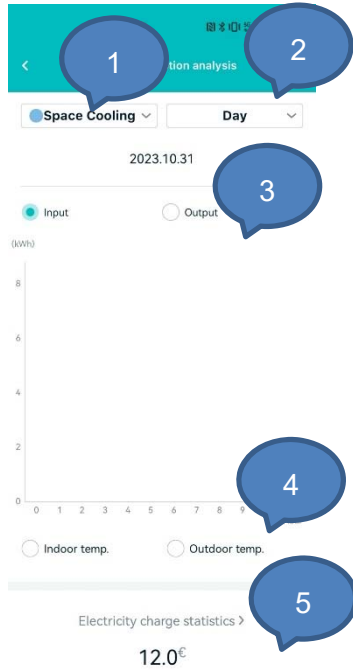 1
2
tion analysis
Space Cooling
Day
2023.10.31
3
Input
Output
(kWh)
8
6
4
2
0
0 1 2 3 4 5 6 7 8 9
4
Indoor temp.
Outdoor temp.
5
Electricity charge statistics >
12.0€